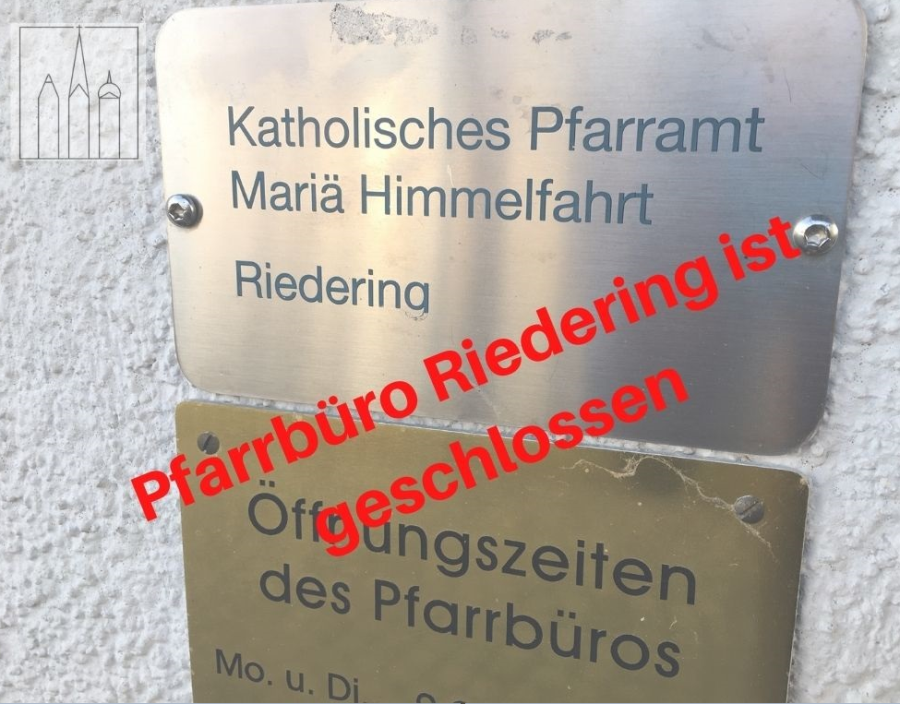 Katholisches Pfarramt
Mariä Himmelfahrt
Riedering
Pfarrbüro Riedering ist
geschlossen
Öffnungszeiten
des Pfarrbüros
Mo. u. Di.